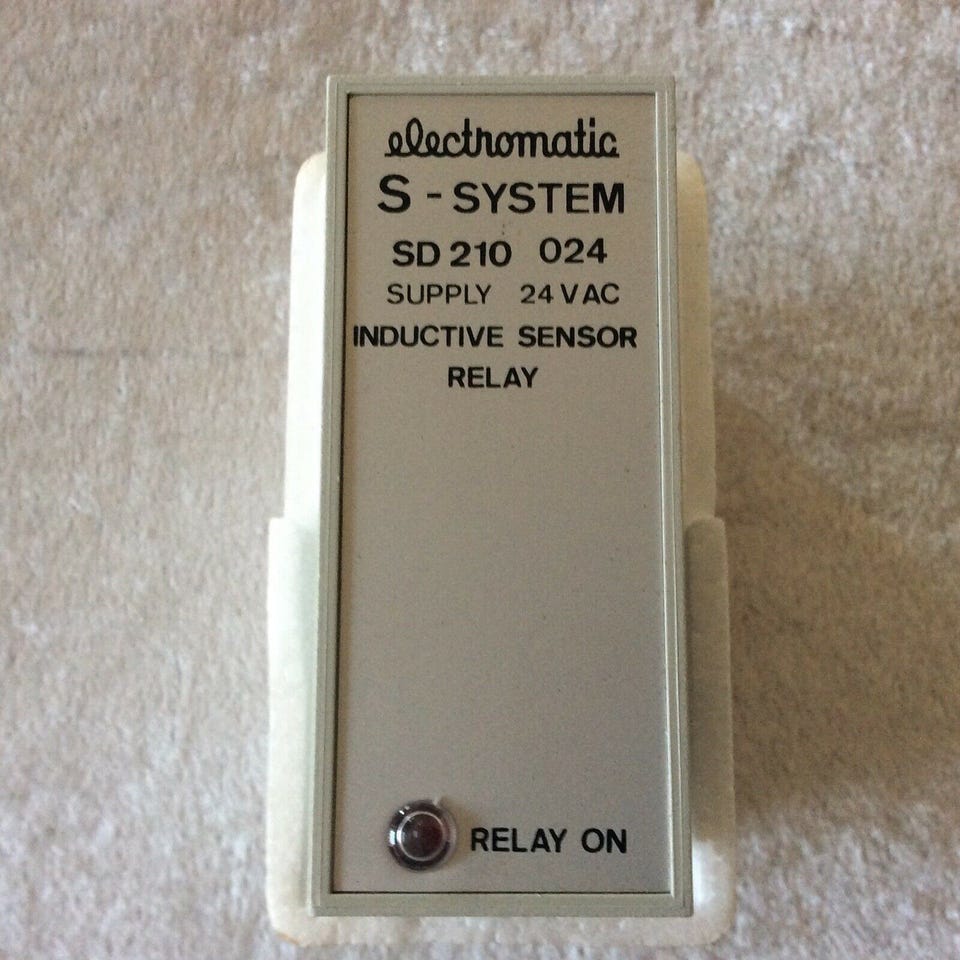 electromatic
S - SYSTEM
SD 210 024
SUPPLY 24 VAC
INDUCTIVE SENSOR
RELAY
RELAY ON